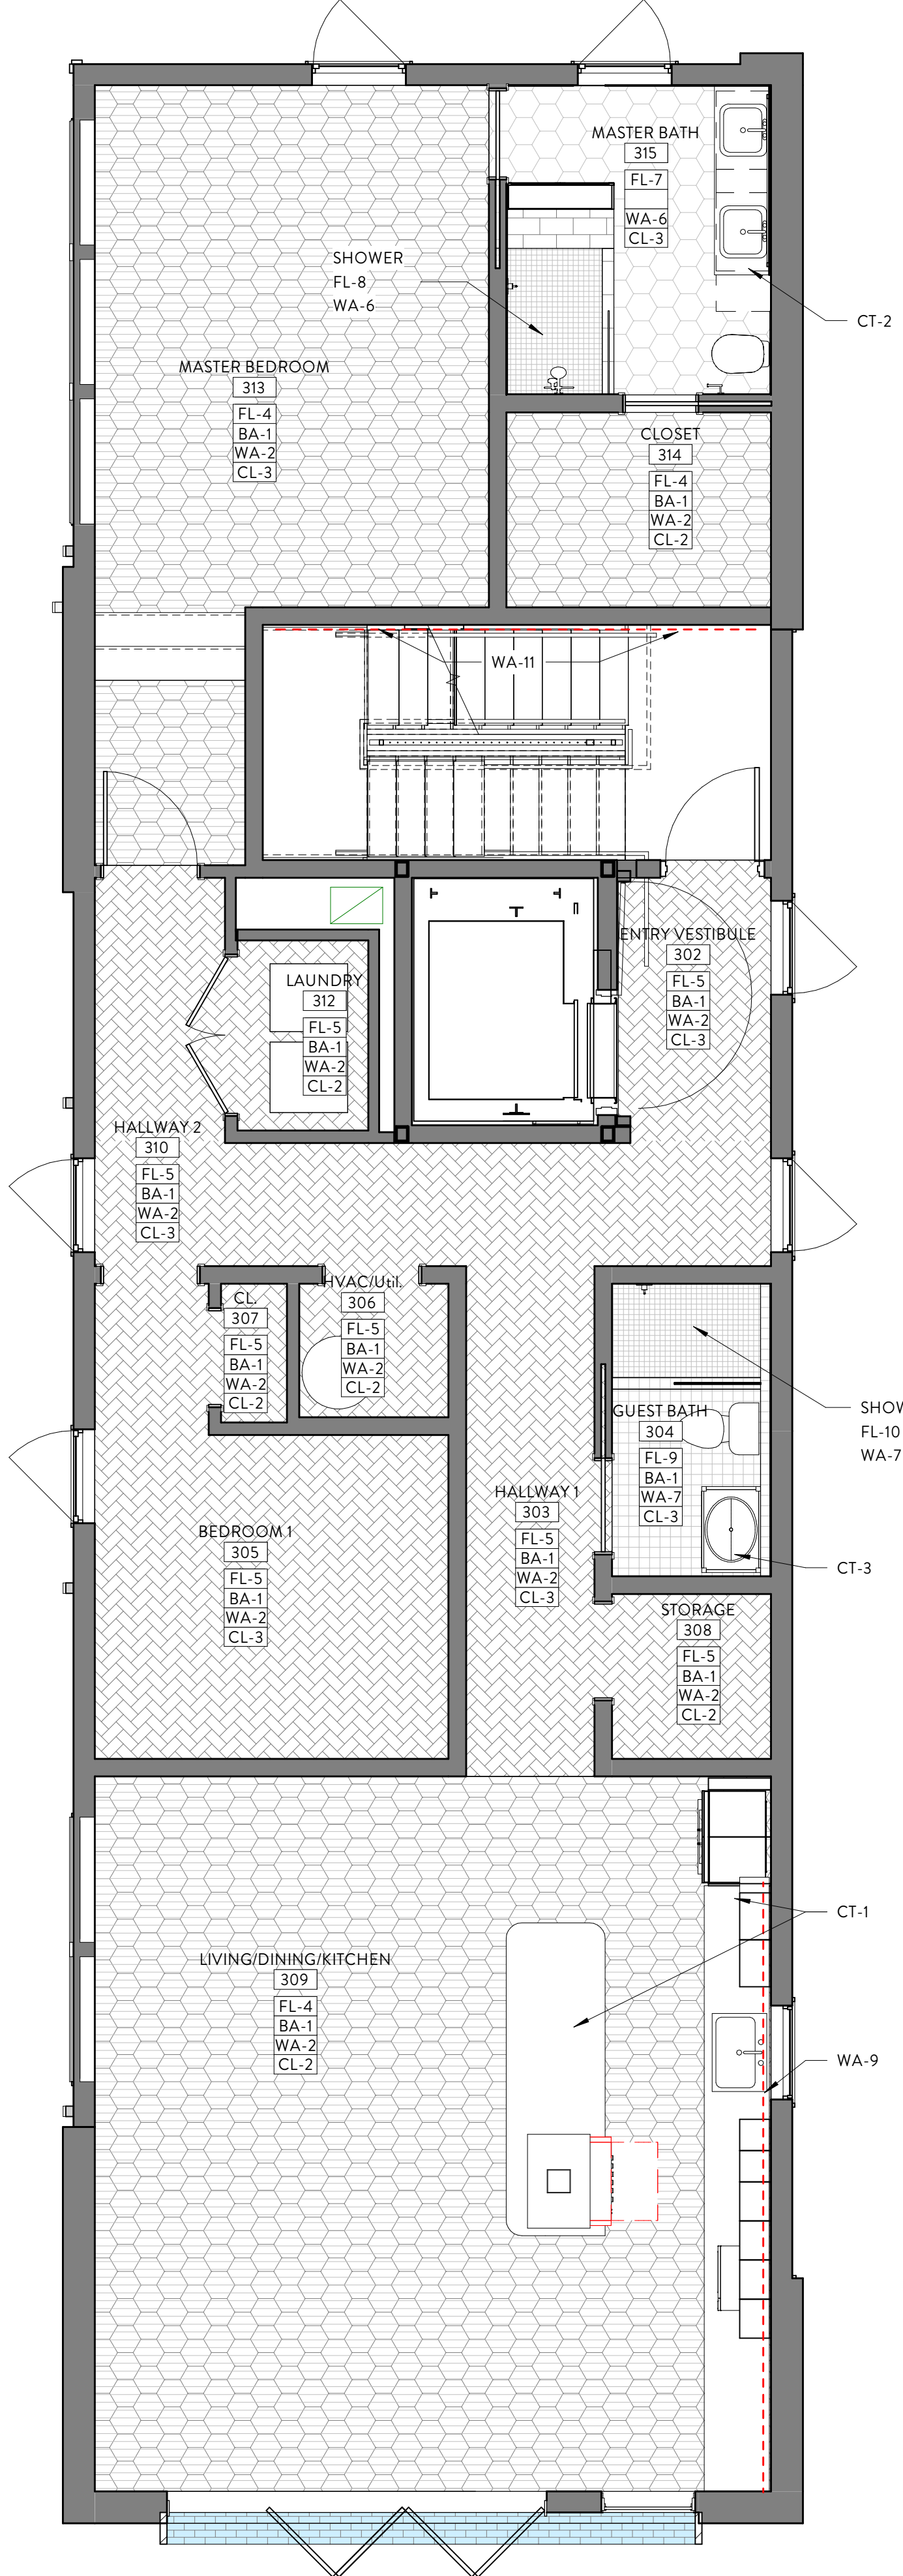 MASTER BATH
315
FL-7
WA-6
CL-3
SHOWER
FL-8
WA-6
CT-2
MASTER BEDROOM
313
FL-4
BA-1
WA-2
CL-3
CLOSET
314
FL-4
BA-1
WA-2
CL-2
WA-11
ENTRY VESTIBULE
302
FL-5
BA-1
WA-2
CL-3
LAUNDRY
312
FL-5
BA-1
WA-2
CL-2
HALLWAY 2
310
FL-5
BA-1
WA-2
CL-3
CL.
307
FL-5
BA-1
WA-2
CL-2
HVAC/Util.
306
FL-5
BA-1
WA-2
CL-2
SHOW
FL-10
WA-7
GUEST BATH
304
FL-9
BA-1
WA-7
CL-3
HALLWAY 1
303
FL-5
BA-1
WA-2
CL-3
BEDROOM 1
305
FL-5
BA-1
WA-2
CL-3
CT-3
STORAGE
308
FL-5
BA-1
WA-2
CL-2
CT-1
LIVING/DINING/KITCHEN
309
FL-4
BA-1
WA-2
CL-2
WA-9